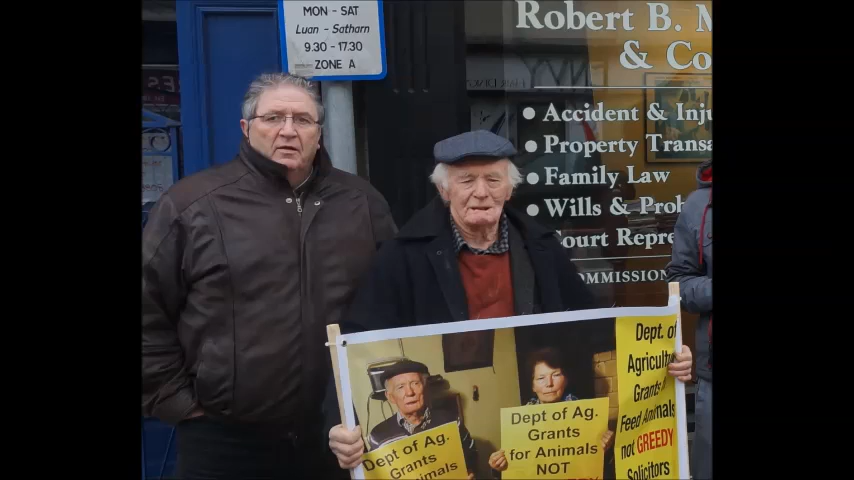 MON - SAT
Luan - Satharn
9.30 - 17.30
ZONE A
Robert B.
& Co
Accident & Inju
Property Transa
Family Law
Wills & Prob
Court Repre
OMMISSION
Dept. of
Agricultu
Grants
Feed Animals
not GREEDY
Solicitors
Dept of Ag.
Grants
Animals
Dept of Ag.
Grants
for Animals
NOT